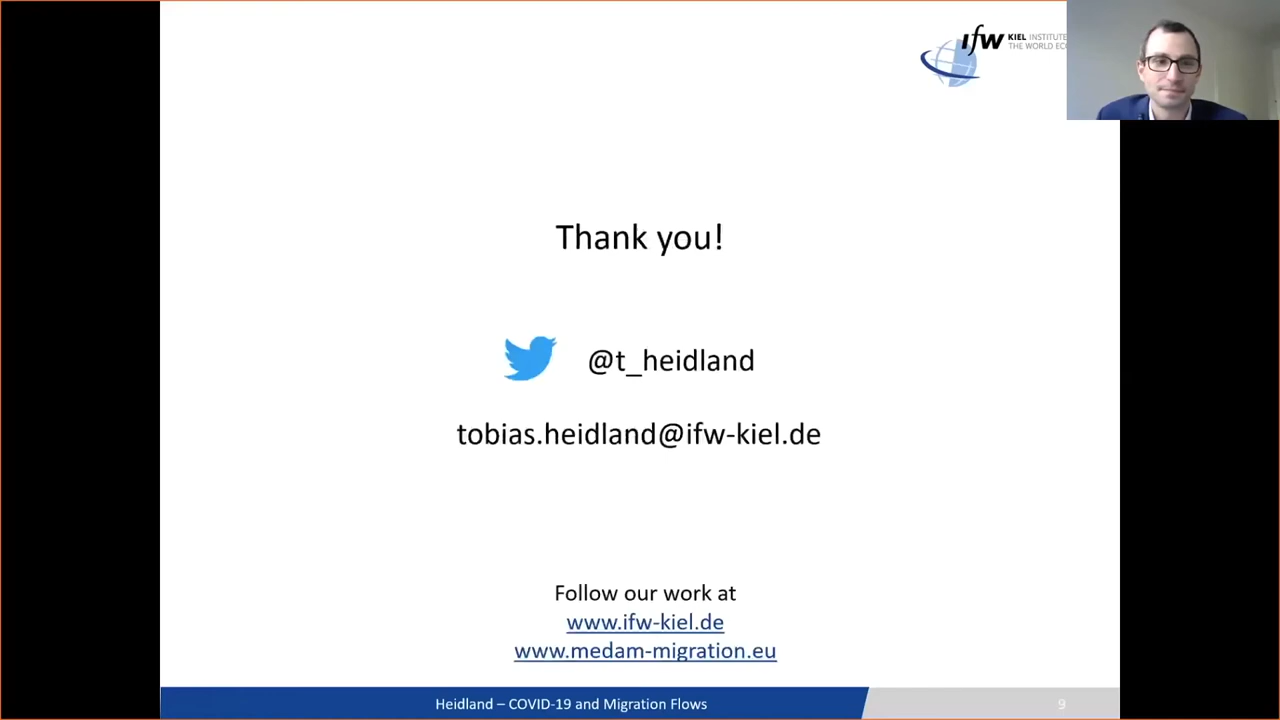 ifw KIEL INSTITUTE
THE WORLD
Thank you!
@t_heidland
tobias.heidland@ifw-kiel.de
Follow our work at
www.ifw-kiel.de
www.medam-migration.eu
Heidland – COVID-19 and Migration Flows
9